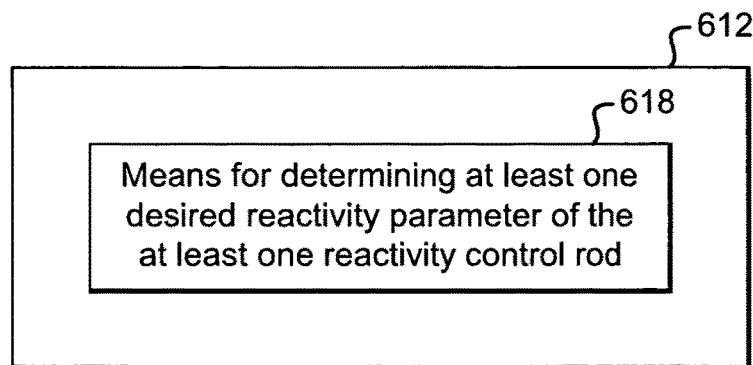 612
618
Means for determining at least one
desired reactivity parameter of the
at least one reactivity control rod